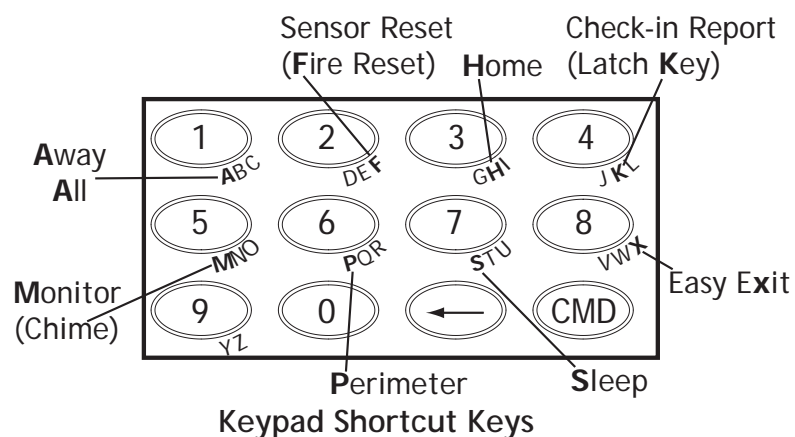 Sensor Reset
(Fire Reset)
Home
Check-in Report
(Latch Key)
Away
All
1
ABC
2
DEF
3
GHI
4
JKL
5
MNO
6
PQR
7
STU
8
VWX
Easy Exit
Monitor
(Chime)
9
YZ
0
CMD
Perimeter
Sleep
Keypad Shortcut Keys